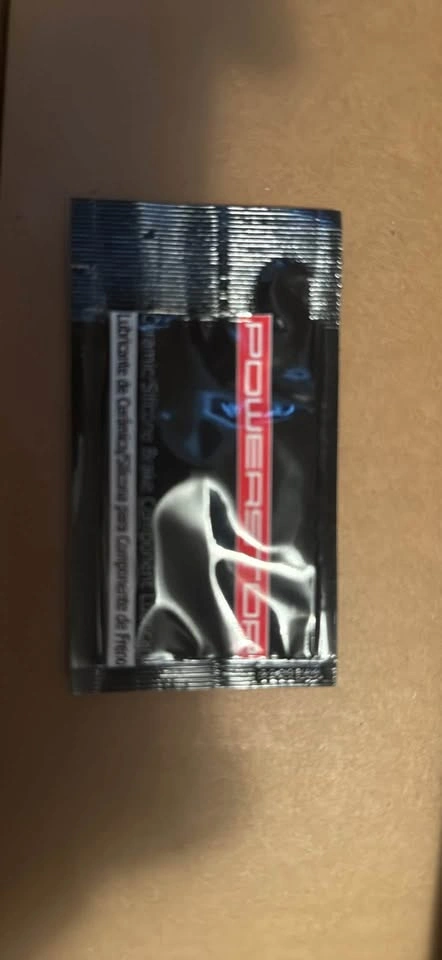 POWERSTOP
Ceramic/Silicone Brake Component
Lubricante de Cerámica/Silicona para Componente de Freno